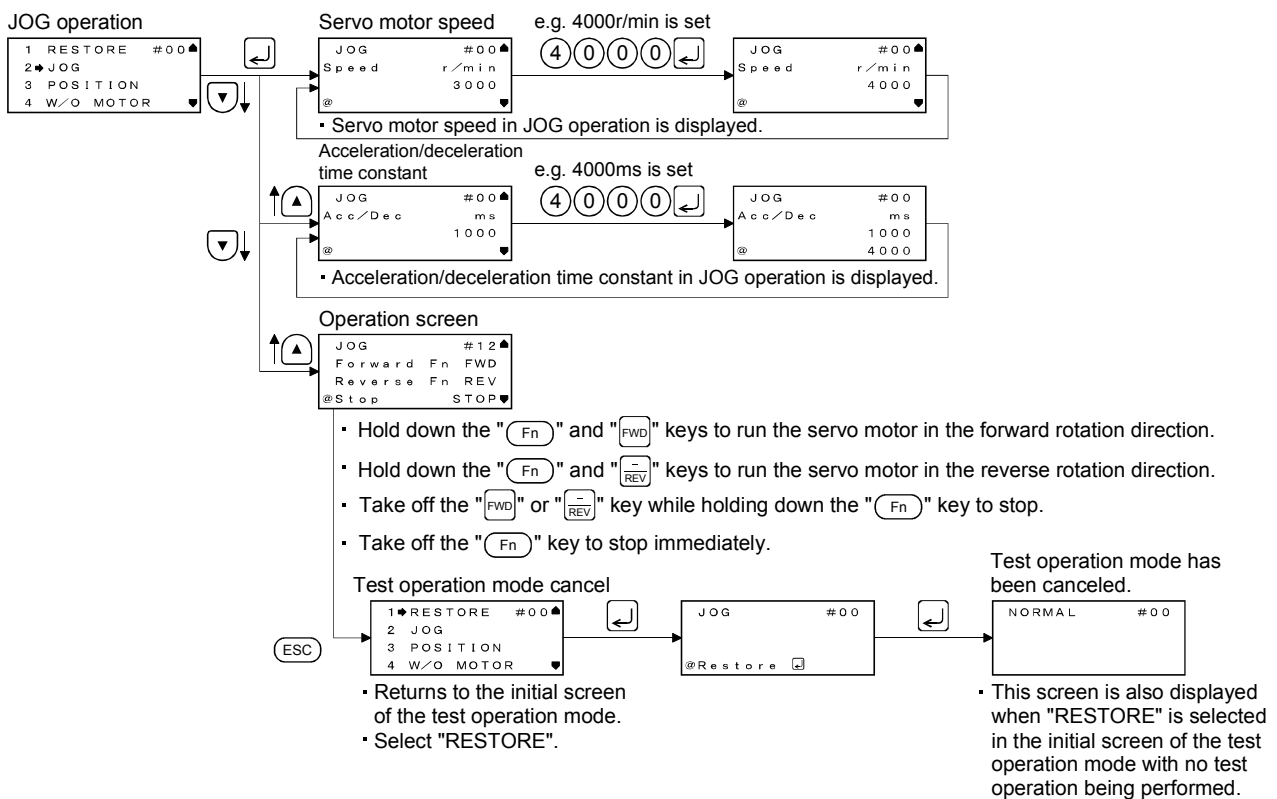 JOG operation
1 RESTORE #00
2 JOG
3 POSITION
4 W/O MOTOR
Servo motor speed
JOG #00
Speed r/min
3000
@
e.g. 4000r/min is set
4 0 0 0
JOG #00
Speed r/min
4000
@
▪ Servo motor speed in JOG operation is displayed.
Acceleration/deceleration
time constant
JOG #00
Acc/Dec ms
1000
@
e.g. 4000ms is set
4 0 0 0
JOG #00
Acc/Dec ms
1000
@ 4000
▪ Acceleration/deceleration time constant in JOG operation is displayed.
Operation screen
JOG #12
Forward Fn FWD
Reverse Fn REV
@Stop STOP
▪ Hold down the "Fn" and "FWD" keys to run the servo motor in the forward rotation direction.
▪ Hold down the "Fn" and "- REV" keys to run the servo motor in the reverse rotation direction.
▪ Take off the "FWD" or "- REV" key while holding down the "Fn" key to stop.
▪ Take off the "Fn" key to stop immediately.
ESC
Test operation mode cancel
1 RESTORE #00
2 JOG
3 POSITION
4 W/O MOTOR
▪ Returns to the initial screen
of the test operation mode.
▪ Select "RESTORE".
JOG #00
@Restore
Test operation mode has
been canceled.
NORMAL #00
▪ This screen is also displayed
when "RESTORE" is selected
in the initial screen of the test
operation mode with no test
operation being performed.